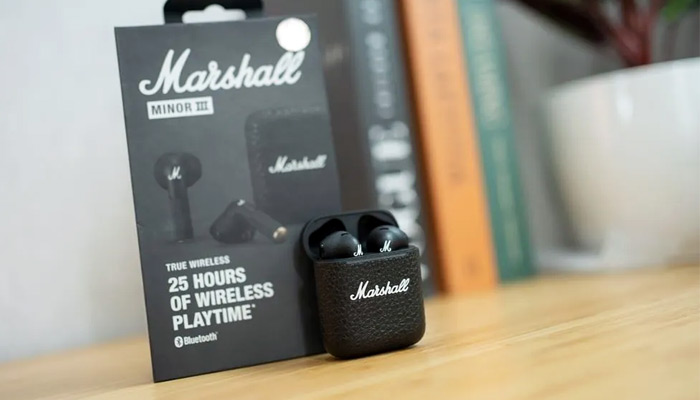 Marshall
MINOR III
Marshall
M
TRUE WIRELESS
25 HOURS
OF WIRELESS
PLAYTIME*
Bluetooth®
M
M
Marshall